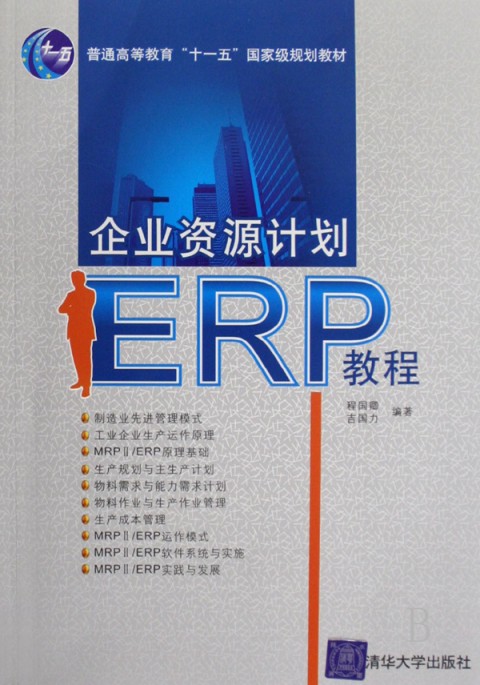 十一五
普通高等教育“十一五”国家级规划教材
企业资源计划
ERP
教程
程国卿
吉国力
编著
制造业先进管理模式
工业企业生产运作原理
MRPⅡ/ERP原理基础
生产规划与主生产计划
物料需求与能力需求计划
物料作业与生产作业管理
生产成本管理
MRPⅡ/ERP运作模式
MRPⅡ/ERP软件系统与实施
MRPⅡ/ERP实践与发展
B
清华大学出版社